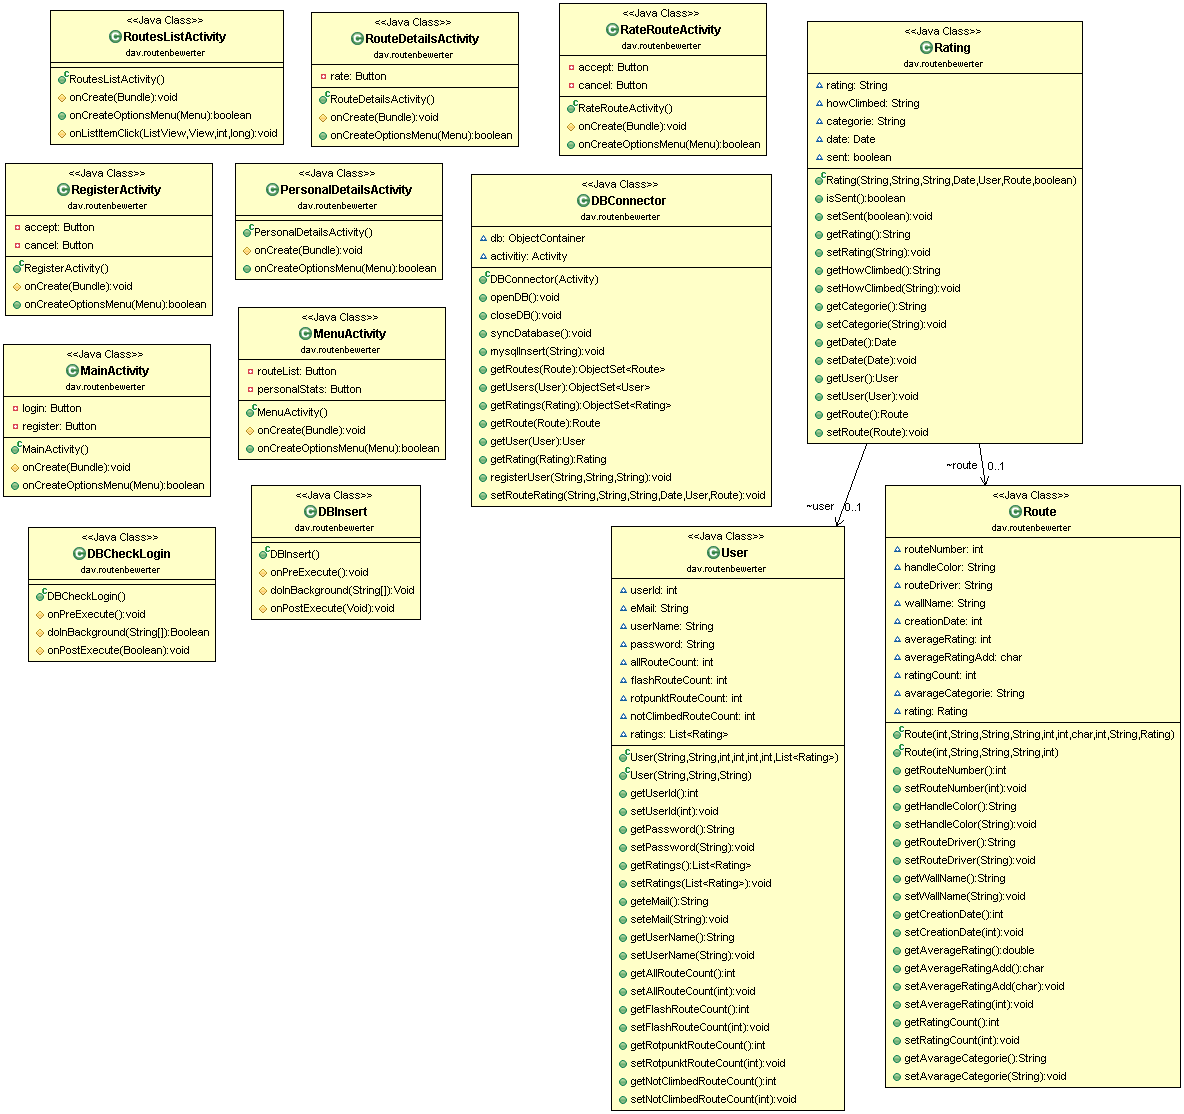 <<Java Class>>
RoutesListActivity
dav.routenbewerter
RoutesListActivity()
onCreate(Bundle):void
onCreateOptionsMenu(Menu):boolean
onListItemClick(ListView,View,int,long):void
<<Java Class>>
RouteDetailsActivity
dav.routenbewerter
rate: Button
RouteDetailsActivity()
onCreate(Bundle):void
onCreateOptionsMenu(Menu):boolean
<<Java Class>>
RateRouteActivity
dav.routenbewerter
accept: Button
cancel: Button
RateRouteActivity()
onCreate(Bundle):void
onCreateOptionsMenu(Menu):boolean
<<Java Class>>
Rating
dav.routenbewerter
rating: String
howClimbed: String
categorie: String
date: Date
sent: boolean
Rating(String,String,String,Date,User,Route,boolean)
isSent():boolean
setSent(boolean):void
getRating():String
setRating(String):void
getHowClimbed():String
setHowClimbed(String):void
getCategorie():String
setCategorie(String):void
getDate():Date
setDate(Date):void
getUser():User
setUser(User):void
getRoute():Route
setRoute(Route):void
<<Java Class>>
RegisterActivity
dav.routenbewerter
accept: Button
cancel: Button
RegisterActivity()
onCreate(Bundle):void
onCreateOptionsMenu(Menu):boolean
<<Java Class>>
PersonalDetailsActivity
dav.routenbewerter
PersonalDetailsActivity()
onCreate(Bundle):void
onCreateOptionsMenu(Menu):boolean
<<Java Class>>
DBConnector
dav.routenbewerter
db: ObjectContainer
activitiy: Activity
DBConnector(Activity)
openDB():void
closeDB():void
syncDatabase():void
mysqlInsert(String):void
getRoutes(Route):ObjectSet<Route>
getUsers(User):ObjectSet<User>
getRatings(Rating):ObjectSet<Rating>
getRoute(Route):Route
getUser(User):User
getRating(Rating):Rating
registerUser(String,String,String):void
setRouteRating(String,String,String,Date,User,Route):void
<<Java Class>>
MainActivity
dav.routenbewerter
login: Button
register: Button
MainActivity()
onCreate(Bundle):void
onCreateOptionsMenu(Menu):boolean
<<Java Class>>
MenuActivity
dav.routenbewerter
routeList: Button
personalStats: Button
MenuActivity()
onCreate(Bundle):void
onCreateOptionsMenu(Menu):boolean
~route 0..1
~user 0..1
<<Java Class>>
DBCheckLogin
dav.routenbewerter
DBCheckLogin()
onPreExecute():void
doInBackground(String[]):Boolean
onPostExecute(Boolean):void
<<Java Class>>
DBInsert
dav.routenbewerter
DBInsert()
onPreExecute():void
doInBackground(String[]):Void
onPostExecute(Void):void
<<Java Class>>
User
dav.routenbewerter
userId: int
eMail: String
userName: String
password: String
allRouteCount: int
flashRouteCount: int
rotpunktRouteCount: int
notClimbedRouteCount: int
ratings: List<Rating>
User(String,String,int,int,int,int,List<Rating>)
User(String,String,String)
getUserId():int
setUserId(int):void
getPassword():String
setPassword(String):void
getRatings():List<Rating>
setRatings(List<Rating>):void
geteMail():String
seteMail(String):void
getUserName():String
setUserName(String):void
getAllRouteCount():int
setAllRouteCount(int):void
getFlashRouteCount():int
setFlashRouteCount(int):void
getRotpunktRouteCount():int
setRotpunktRouteCount(int):void
getNotClimbedRouteCount():int
setNotClimbedRouteCount(int):void
<<Java Class>>
Route
dav.routenbewerter
routeNumber: int
handleColor: String
routeDriver: String
wallName: String
creationDate: int
averageRating: int
averageRatingAdd: char
ratingCount: int
avarageCategorie: String
rating: Rating
Route(int,String,String,String,int,int,char,int,String,Rating)
Route(int,String,String,String,int)
getRouteNumber():int
setRouteNumber(int):void
getHandleColor():String
setHandleColor(String):void
getRouteDriver():String
setRouteDriver(String):void
getWallName():String
setWallName(String):void
getCreationDate():int
setCreationDate(int):void
getAverageRating():double
getAverageRatingAdd():char
setAverageRatingAdd(char):void
setAverageRating(int):void
getRatingCount():int
setRatingCount(int):void
getAvarageCategorie():String
setAvarageCategorie(String):void